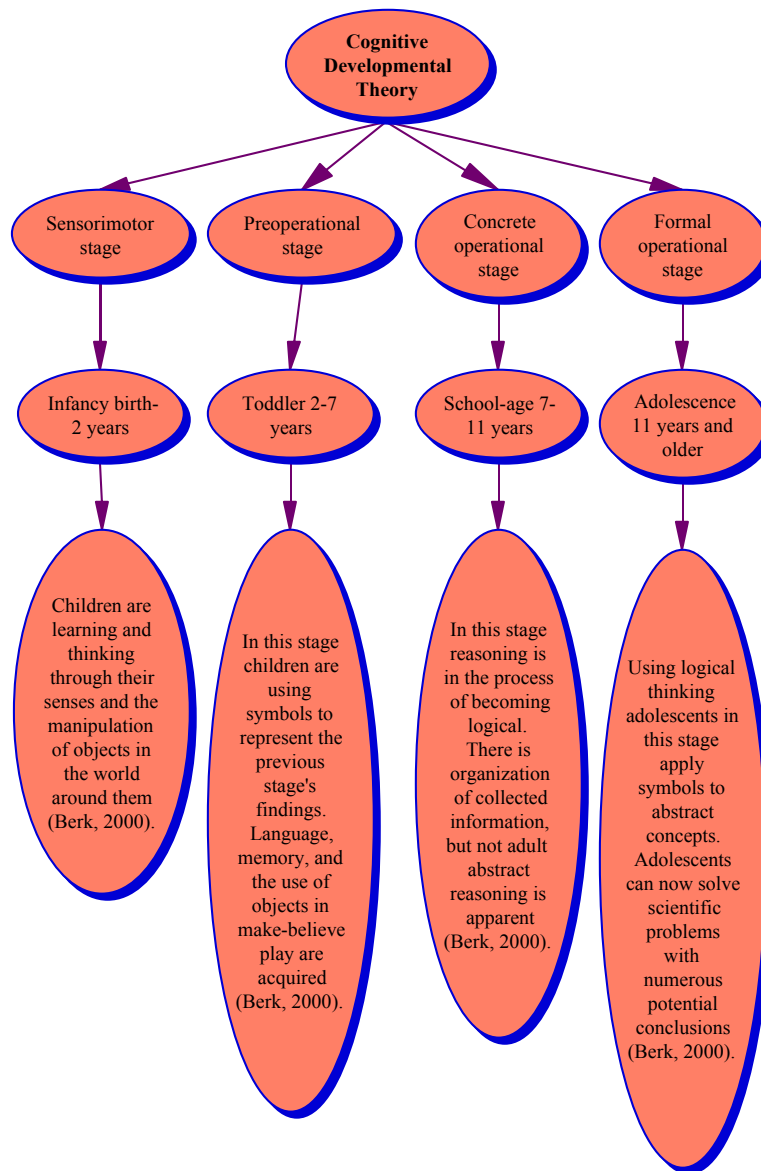 Cognitive
Developmental
Theory
Sensorimotor
stage
Preoperational
stage
Concrete
operational
stage
Formal
operational
stage
Infancy birth-
2 years
Toddler 2-7
years
School-age 7-
11 years
Adolescence
11 years and
older
Children are
learning and
thinking
through their
senses and the
manipulation
of objects in
the world
around them
(Berk, 2000).
In this stage
children are
using
symbols to
represent the
previous
stage's
findings.
Language,
memory, and
the use of
objects in
make-believe
play are
acquired
(Berk, 2000).
In this stage
reasoning is
in the process
of becoming
logical.
There is
organization
of collected
information,
but not adult
abstract
reasoning is
apparent
(Berk, 2000).
Using logical
thinking
adolescents in
this stage
apply
symbols to
abstract
concepts.
Adolescents
can now solve
scientific
problems
with
numerous
potential
conclusions
(Berk, 2000).